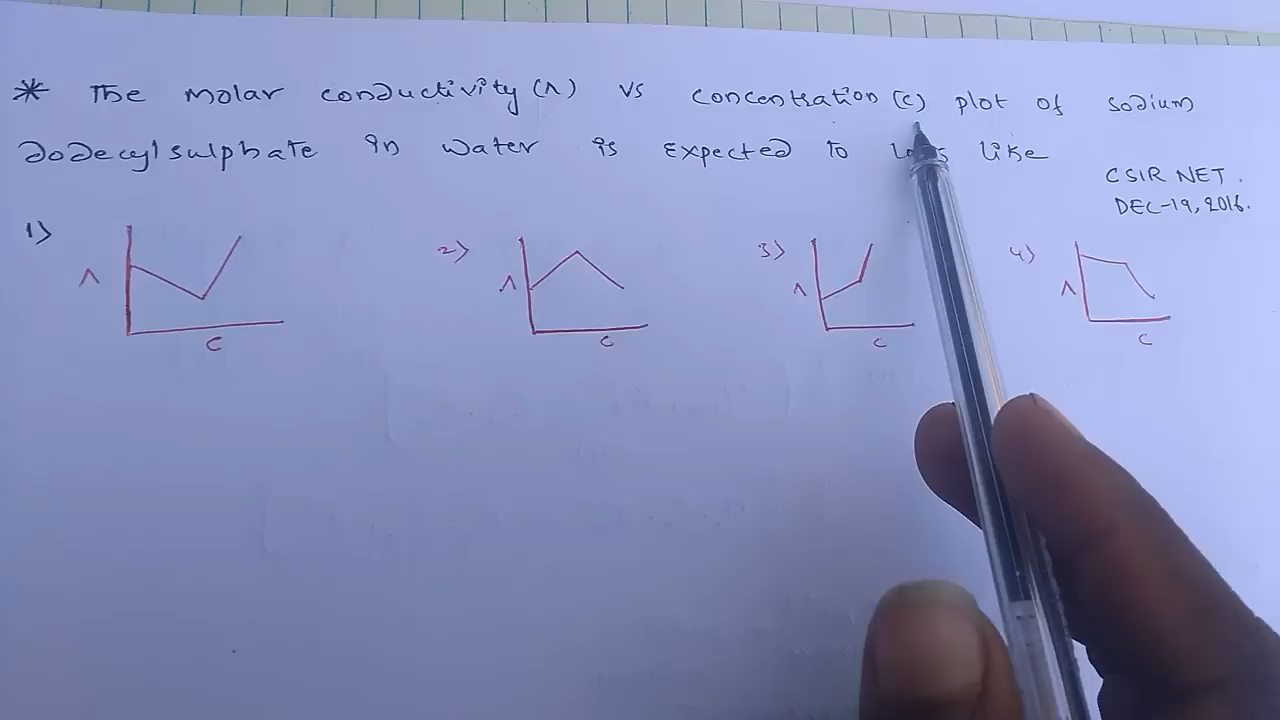 * The molar conductivity (Λ) vs concentration (c) plot of sodium
dodecylsulphate in water is expected to like
CSIR NET.
DEC-19, 2016.
1) 2) 3) 4)
Λ Λ Λ Λ
C C C C